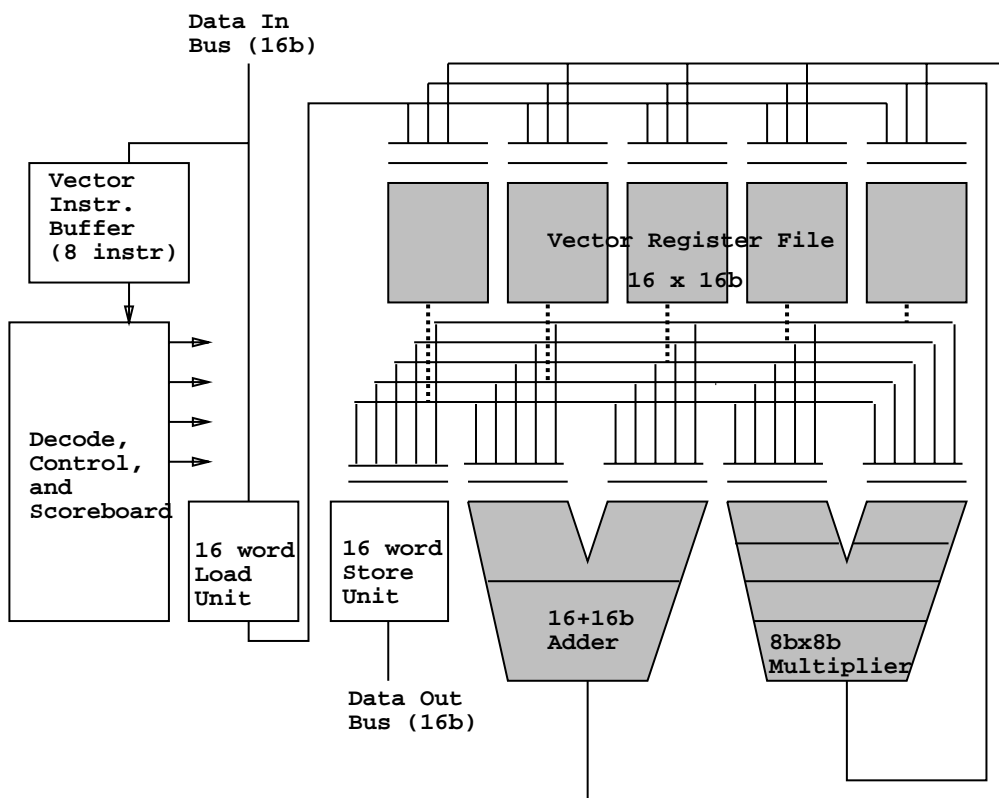 Data In
Bus (16b)
Vector
Instr.
Buffer
(8 instr)
Vector Register File
16 x 16b
Decode,
Control,
and
Scoreboard
16 word
Load
Unit
16 word
Store
Unit
16+16b
Adder
8bx8b
Multiplier
Data Out
Bus (16b)